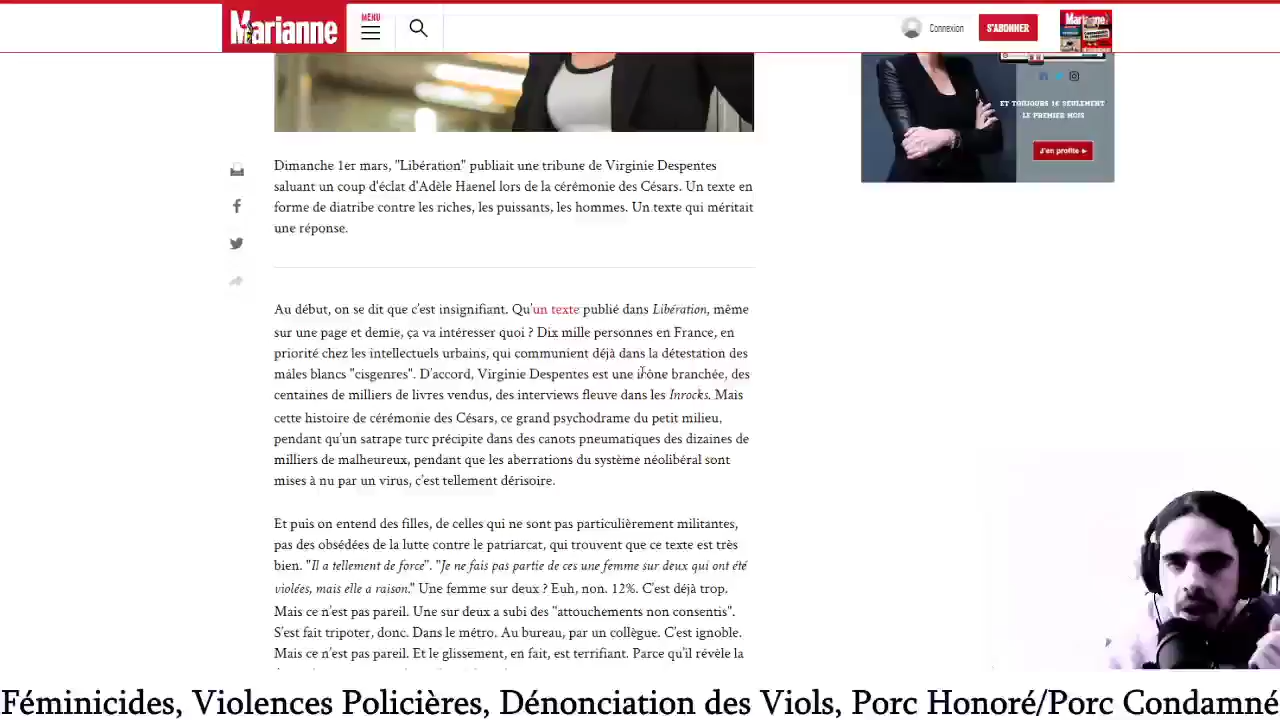 Marianne
MENU
Connexion
S'ABONNER
Marianne
ET TOUJOURS 1€ SEULEMENT
LE PREMIER MOIS
J'en profite
Dimanche 1er mars, "Libération" publiait une tribune de Virginie Despentes
saluant un coup d'éclat d'Adèle Haenel lors de la cérémonie des Césars. Un texte en
forme de diatribe contre les riches, les puissants, les hommes. Un texte qui méritait
une réponse.
Au début, on se dit que c'est insignifiant. Qu'un texte publié dans Libération, même
sur une page et demie, ça va intéresser quoi ? Dix mille personnes en France, en
priorité chez les intellectuels urbains, qui communient déjà dans la détestation des
mâles blancs "cisgenres". D'accord, Virginie Despentes est une icône branchée, des
centaines de milliers de livres vendus, des interviews fleuve dans les Inrocks. Mais
cette histoire de cérémonie des Césars, ce grand psychodrame du petit milieu,
pendant qu'un satrape turc précipite dans des canots pneumatiques des dizaines de
milliers de malheureux, pendant que les aberrations du système néolibéral sont
mises à nu par un virus, c'est tellement dérisoire.
Et puis on entend des filles, de celles qui ne sont pas particulièrement militantes,
pas des obsédées de la lutte contre le patriarcat, qui trouvent que ce texte est très
bien. "Il a tellement de force". "Je ne fais pas partie de ces une femme sur deux qui ont été
violées, mais elle a raison." Une femme sur deux ? Euh, non. 12%. C'est déjà trop.
Mais ce n'est pas pareil. Une sur deux a subi des "attouchements non consentis".
S'est fait tripoter, donc. Dans le métro. Au bureau, par un collègue. C'est ignoble.
Mais ce n'est pas pareil. Et le glissement, en fait, est terrifiant. Parce qu'il révèle la
Féminicides, Violences Policières, Dénonciation des Viols, Porc Honoré/Porc Condamné